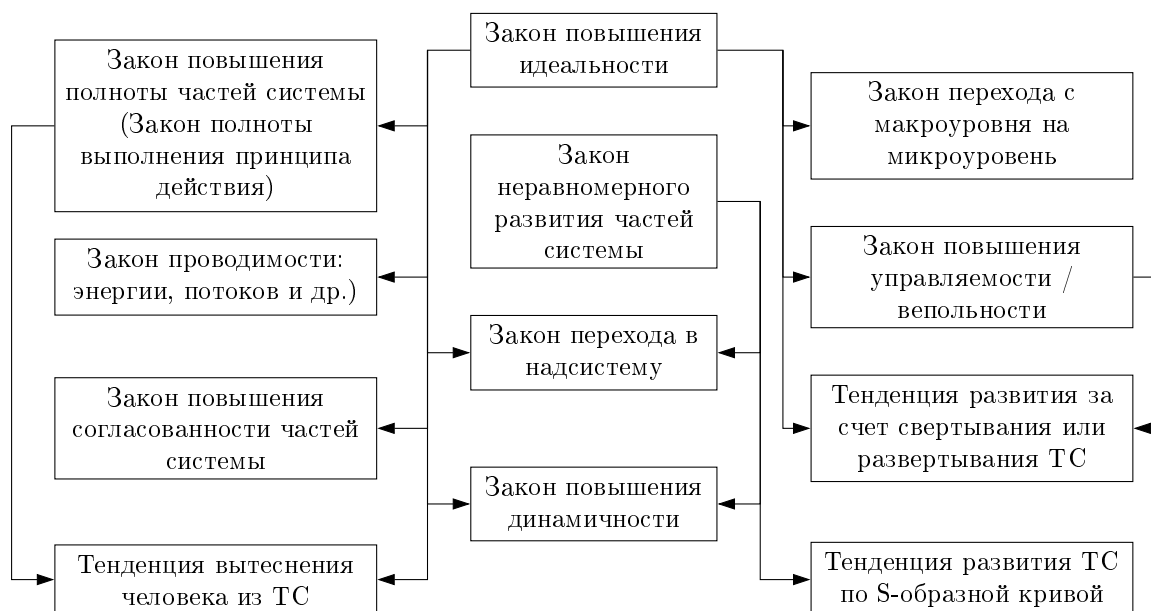 Закон повышения
полноты частей системы
(Закон полноты
выполнения принципа
действия)
Закон проводимости:
энергии, потоков и др.)
Закон повышения
согласованности частей
системы
Тенденция вытеснения
человека из ТС
Закон повышения
идеальности
Закон
неравномерного
развития частей
системы
Закон перехода в
надсистему
Закон повышения
динамичности
Закон перехода с
макроуровня на
микроуровень
Закон повышения
управляемости /
вепольности
Тенденция развития за
счет свертывания или
развертывания ТС
Тенденция развития ТС
по S-образной кривой